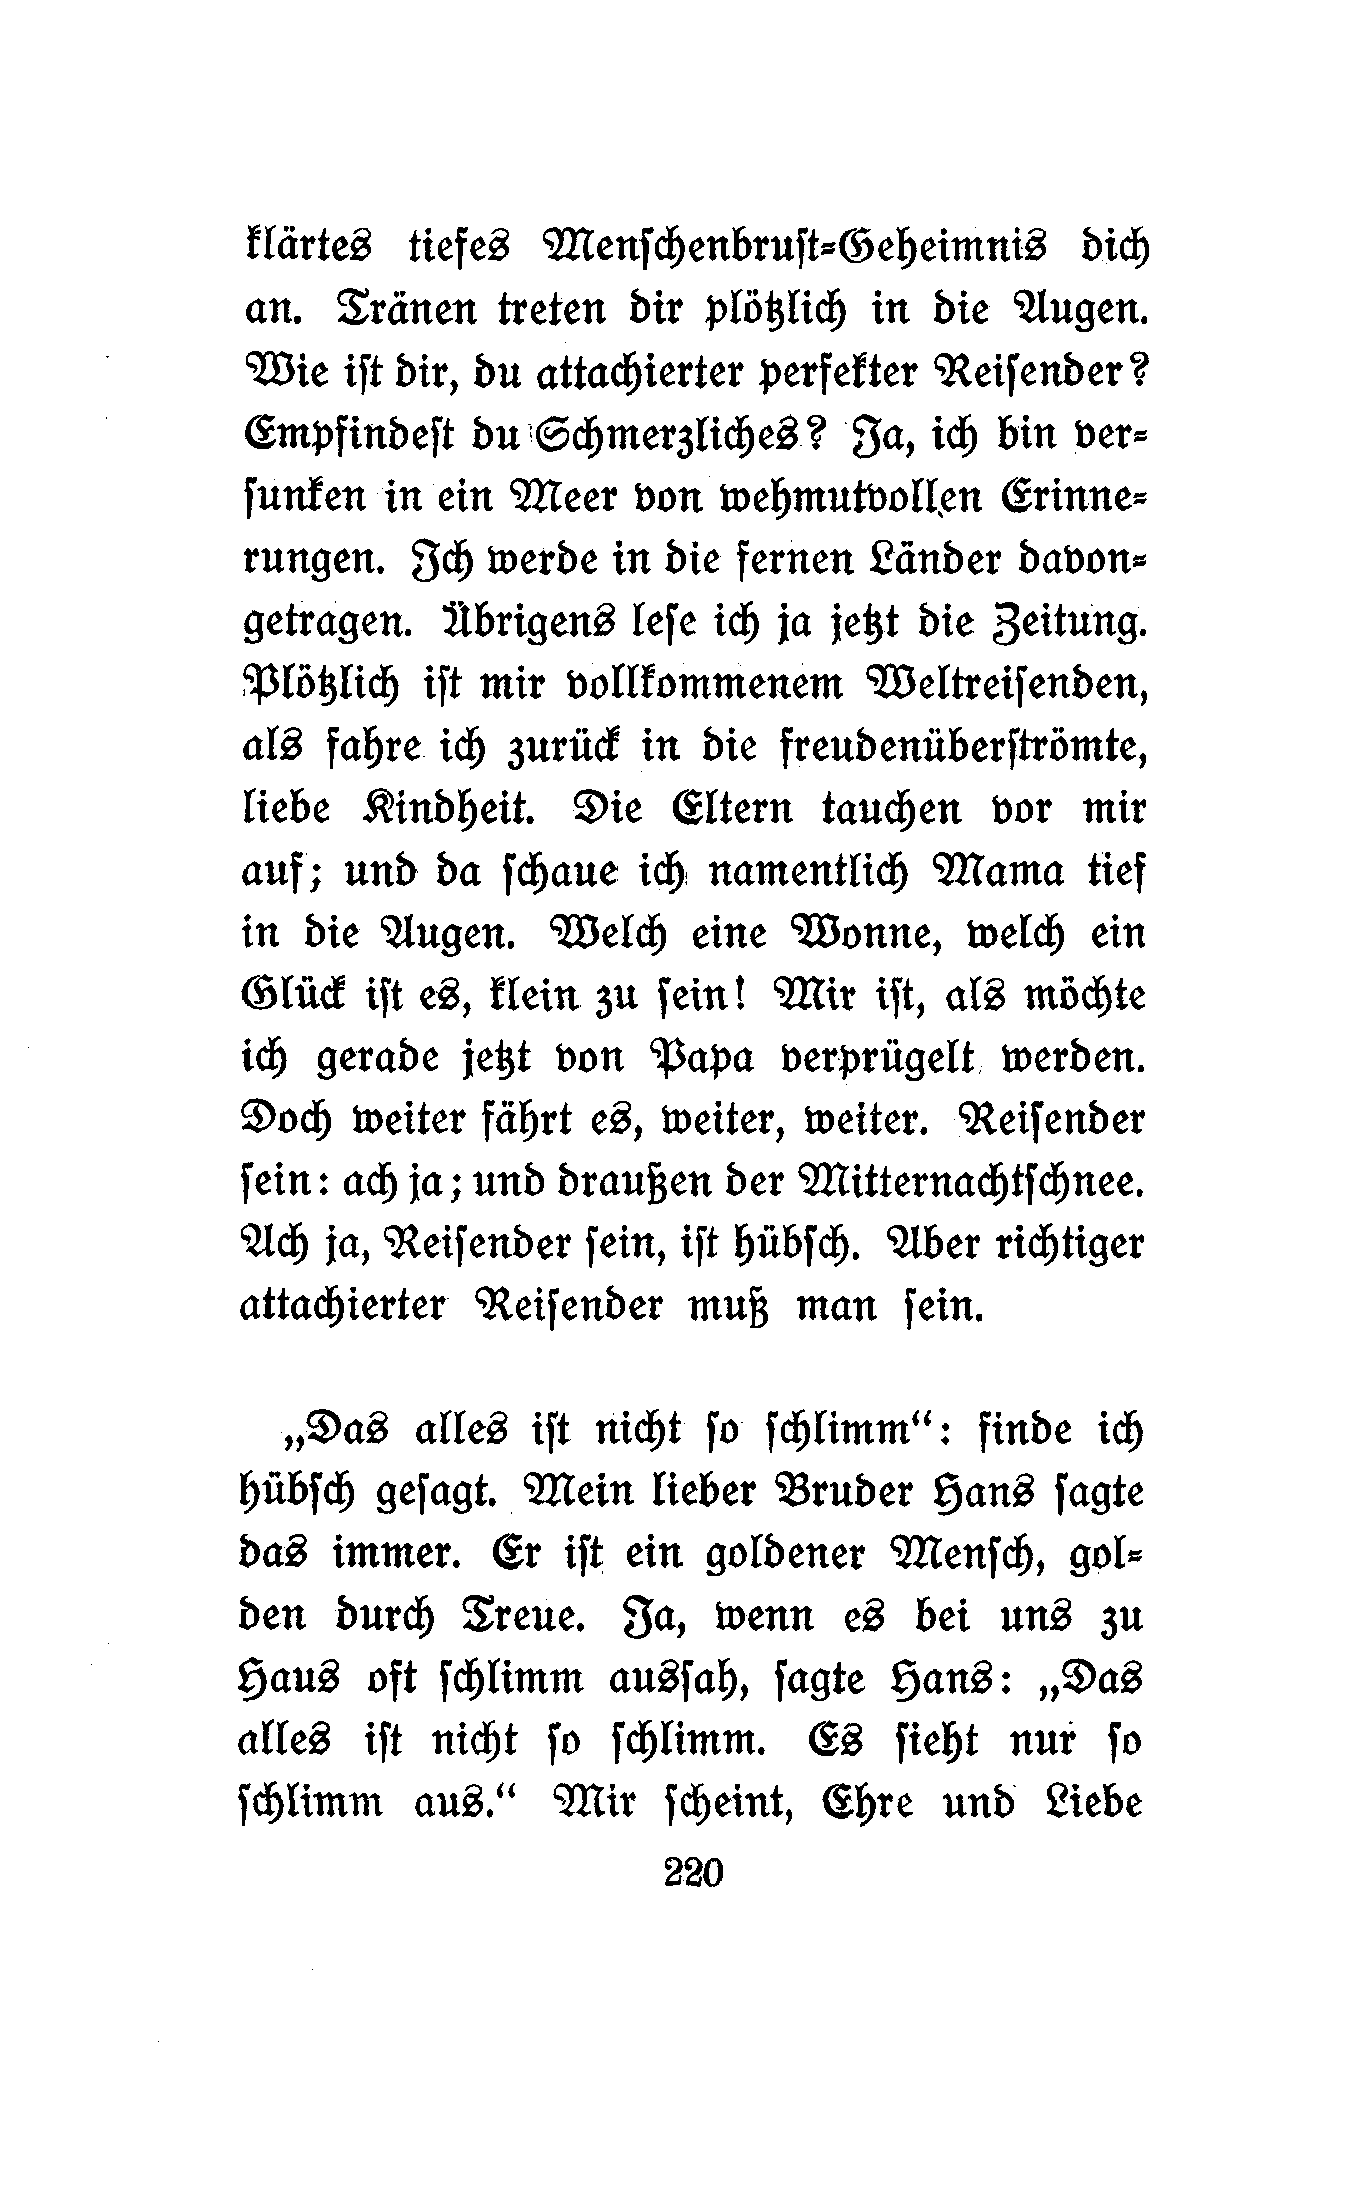 klärtes tiefes Menschenbrust-Geheimnis dich
an. Tränen treten dir plötzlich in die Augen.
Wie ist dir, du attachierter perfekter Reisender?
Empfindest du Schmerzliches? Ja, ich bin ver-
sunken in ein Meer von wehmutvollen Erinne-
rungen. Ich werde in die fernen Länder davon-
getragen. Übrigens lese ich ja jetzt die Zeitung.
Plötzlich ist mir vollkommenem Weltreisenden,
als fahre ich zurück in die freudenüberströmte,
liebe Kindheit. Die Eltern tauchen vor mir
auf; und da schaue ich namentlich Mama tief
in die Augen. Welch eine Wonne, welch ein
Glück ist es, klein zu sein! Mir ist, als möchte
ich gerade jetzt von Papa verprügelt werden.
Doch weiter fährt es, weiter, weiter. Reisender
sein: ach ja; und draußen der Mitternachtschnee.
Ach ja, Reisender sein, ist hübsch. Aber richtiger
attachierter Reisender muß man sein.
„Das alles ist nicht so schlimm“: finde ich
hübsch gesagt. Mein lieber Bruder Hans sagte
das immer. Er ist ein goldener Mensch, gol-
den durch Treue. Ja, wenn es bei uns zu
Haus oft schlimm aussah, sagte Hans: „Das
alles ist nicht so schlimm. Es sieht nur so
schlimm aus.“ Mir scheint, Ehre und Liebe
220